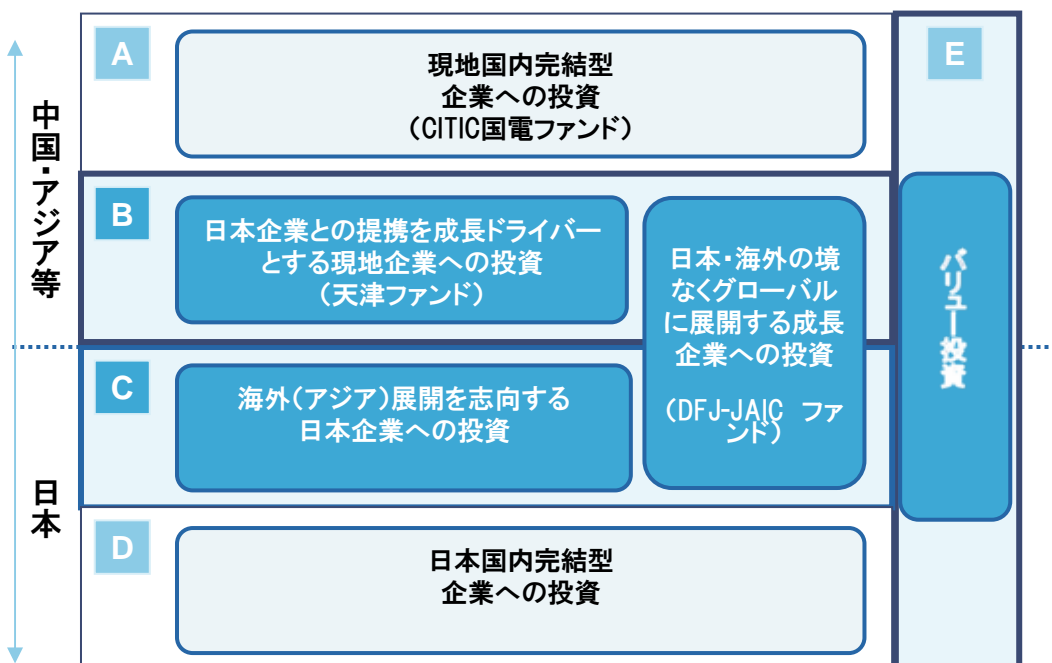 中国・アジア等
日本
A
現地国内完結型
企業への投資
（CITIC国電ファンド）
B
日本企業との提携を成長ドライバー
とする現地企業への投資
（天津ファンド）
日本・海外の境
なくグローバル
に展開する成長
企業への投資
（DFJ-JAIC ファ
ンド）
C
海外（アジア）展開を志向する
日本企業への投資
D
日本国内完結型
企業への投資
E
バリュー投資